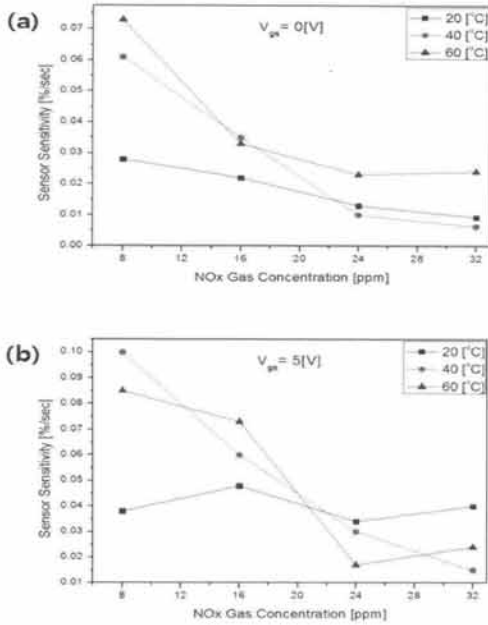 (a)
V_gs = 0[V]
20 [°C]
40 [°C]
60 [°C]
Sensor Sensitivity [%/sec]
0.07
0.06
0.05
0.04
0.03
0.02
0.01
0.00
8 12 16 20 24 28 32
NOx Gas Concentration [ppm]
(b)
V_gs = 5[V]
20 [°C]
40 [°C]
60 [°C]
Sensor Sensitivity [%/sec]
0.10
0.09
0.08
0.07
0.06
0.05
0.04
0.03
0.02
0.01
8 12 16 20 24 28 32
NOx Gas Concentration [ppm]